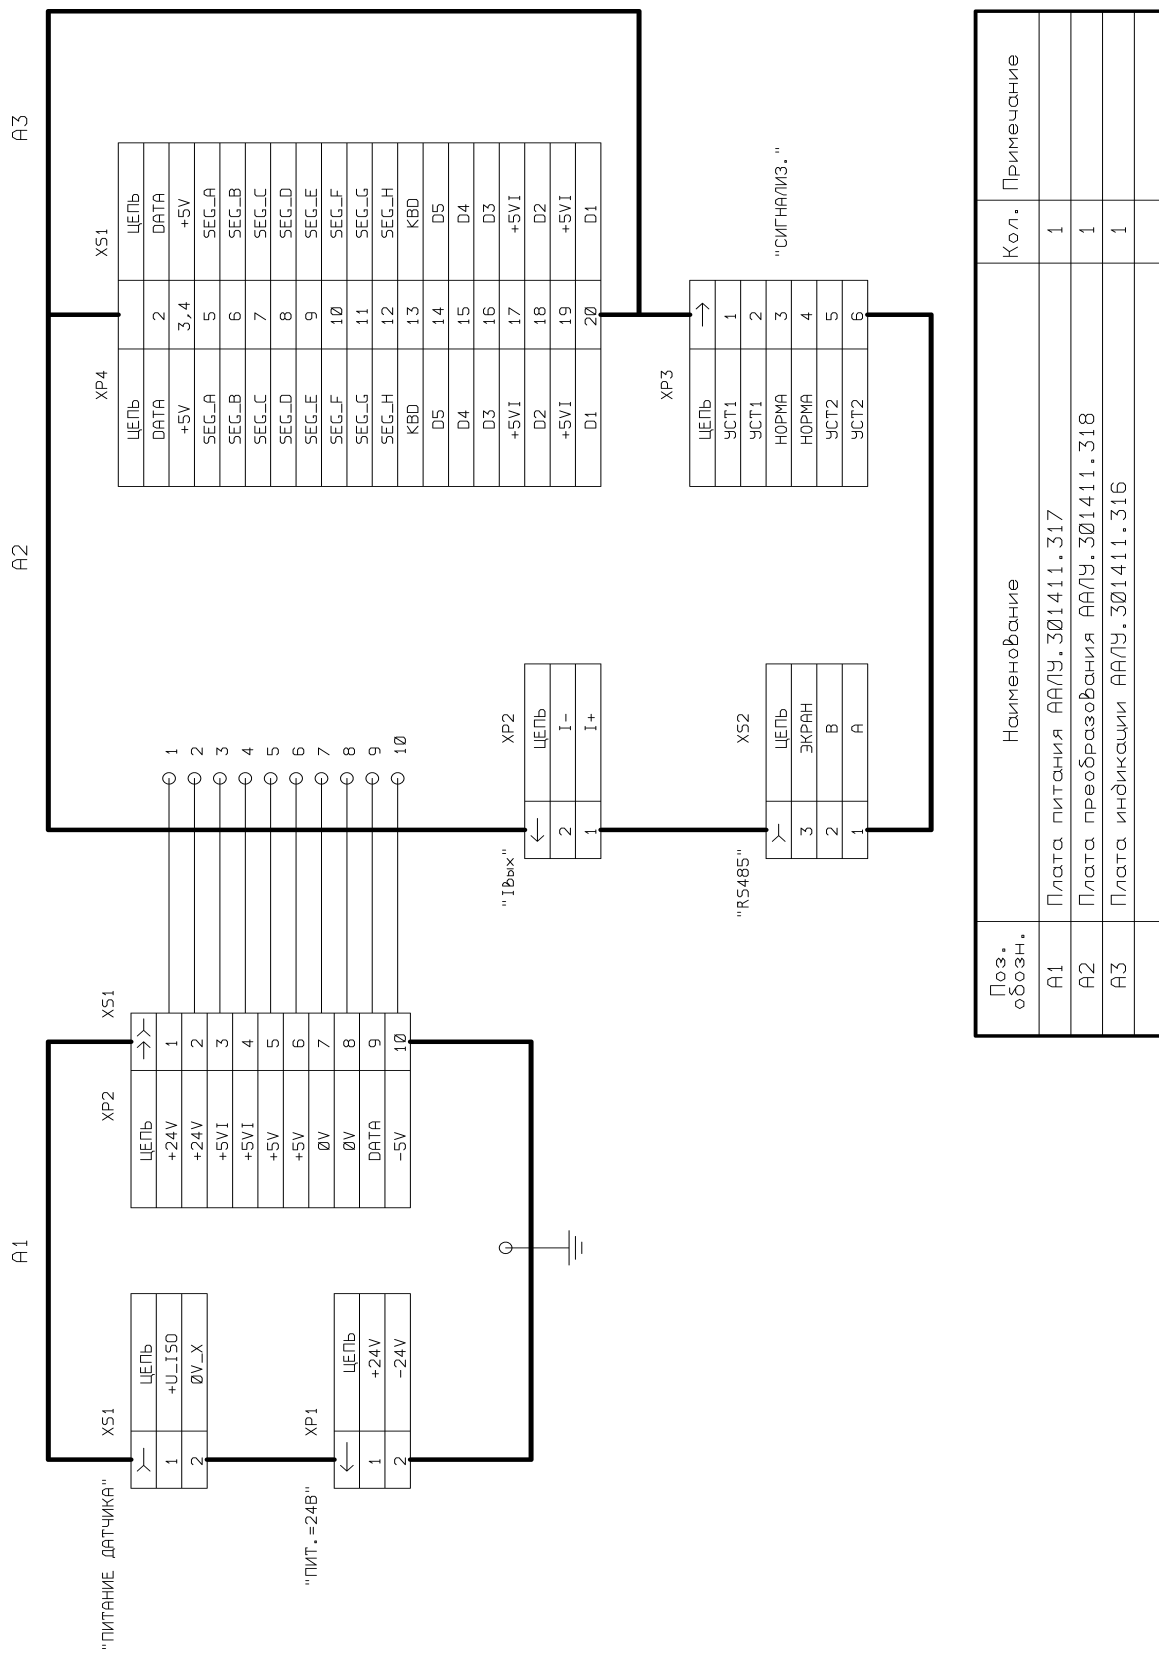 А1
А2
А3
"ПИТАНИЕ ДАТЧИКА"
XS1
ЦЕПЬ
1 +U_ISO
2 0V_X
"ПИТ.=24В"
XP1
ЦЕПЬ
1 +24V
2 -24V
XP2 XS1
ЦЕПЬ
+24V 1 1
+24V 2 2
+5VI 3 3
+5VI 4 4
+5V 5 5
+5V 6 6
0V 7 7
0V 8 8
DATA 9 9
-5V 10 10
"Iвых"
XP2
ЦЕПЬ
2 I-
1 I+
"RS485"
XS2
ЦЕПЬ
3 ЭКРАН
2 B
1 A
XP4 XS1
ЦЕПЬ ЦЕПЬ
DATA 2 DATA
+5V 3,4 +5V
SEG_A 5 SEG_A
SEG_B 6 SEG_B
SEG_C 7 SEG_C
SEG_D 8 SEG_D
SEG_E 9 SEG_E
SEG_F 10 SEG_F
SEG_G 11 SEG_G
SEG_H 12 SEG_H
KBD 13 KBD
D5 14 D5
D4 15 D4
D3 16 D3
+5VI 17 +5VI
D2 18 D2
+5VI 19 +5VI
D1 20 D1
XP3
"СИГНАЛИЗ."
ЦЕПЬ
УСТ1 1
УСТ1 2
НОРМА 3
НОРМА 4
УСТ2 5
УСТ2 6
Поз. обозн. Наименование Кол. Примечание
А1 Плата питания ААЛУ.301411.317 1
А2 Плата преобразования ААЛУ.301411.318 1
А3 Плата индикации ААЛУ.301411.316 1